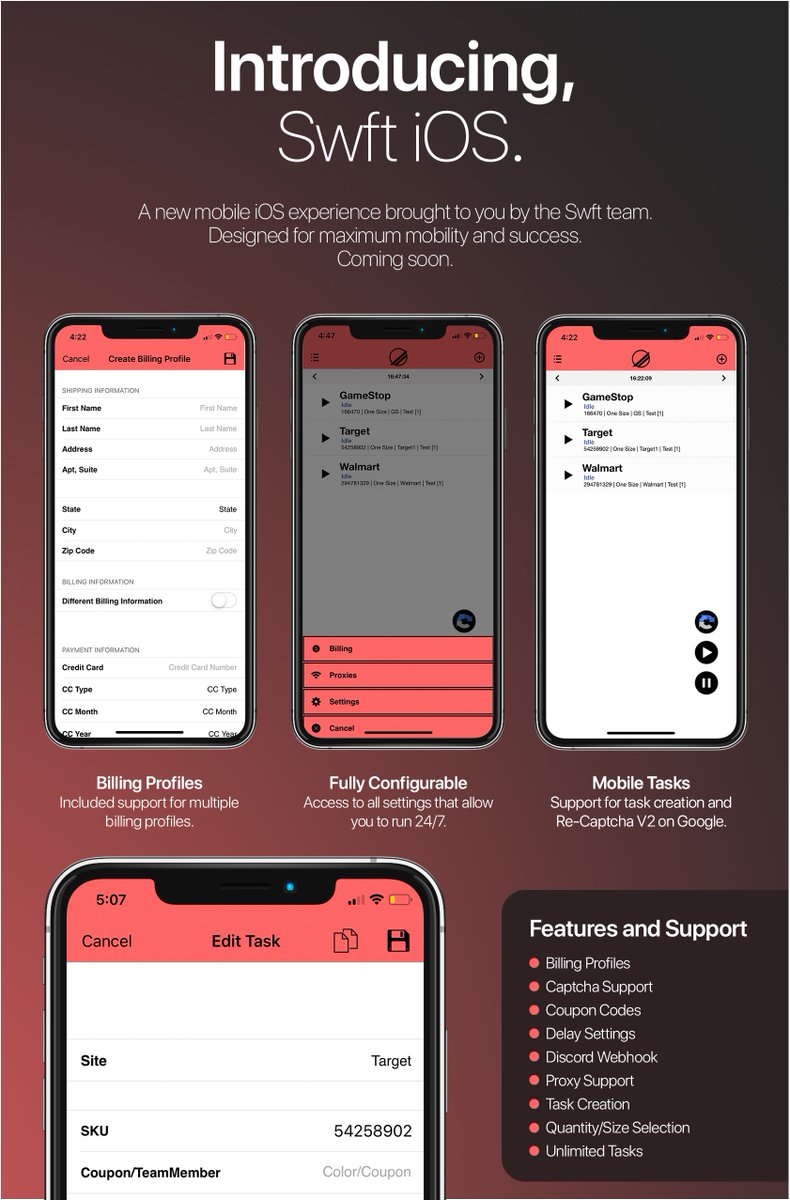 Introducing,
Swft iOS.
A new mobile iOS experience brought to you by the Swft team.
Designed for maximum mobility and success.
Coming soon.
4:22
Cancel
Create Billing Profile
SHIPPING INFORMATION
First Name
First Name
Last Name
Last Name
Address
Address
Apt, Suite
Apt, Suite
State
State
City
City
Zip Code
Zip Code
BILLING INFORMATION
Different Billing Information
PAYMENT INFORMATION
Credit Card
Credit Card Number
CC Type
CC Type
CC Month
CC Month
CC Year
CC Year
4:47
16:47:34
GameStop
Idle
166470 | One Size | GS | Test [1]
Target
Idle
54258902 | One Size | Target1 | Test [1]
Walmart
Idle
294781329 | One Size | Walmart | Test [1]
Billing
Proxies
Settings
Cancel
4:22
16:22:09
GameStop
Idle
166470 | One Size | GS | Test [1]
Target
Idle
54258902 | One Size | Target1 | Test [1]
Walmart
Idle
294781329 | One Size | Walmart | Test [1]
Billing Profiles
Included support for multiple
billing profiles.
Fully Configurable
Access to all settings that allow
you to run 24/7.
Mobile Tasks
Support for task creation and
Re-Captcha V2 on Google.
5:07
Cancel
Edit Task
Site
Target
SKU
54258902
Coupon/TeamMember
Color/Coupon
Features and Support
Billing Profiles
Captcha Support
Coupon Codes
Delay Settings
Discord Webhook
Proxy Support
Task Creation
Quantity/Size Selection
Unlimited Tasks